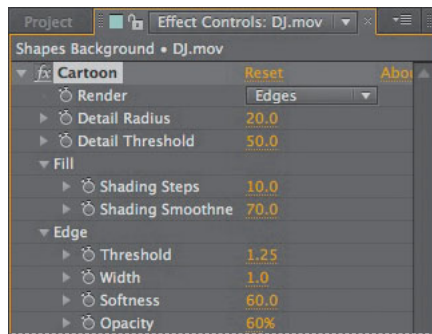 Project Effect Controls: DJ.mov
Shapes Background • DJ.mov
fx Cartoon Reset Abou
Render Edges
Detail Radius 20.0
Detail Threshold 50.0
Fill
Shading Steps 10.0
Shading Smoothne 70.0
Edge
Threshold 1.25
Width 1.0
Softness 60.0
Opacity 60%